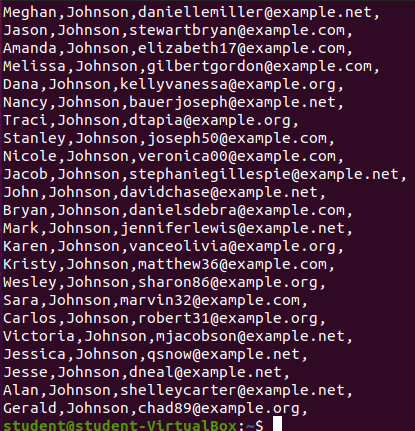 Meghan,Johnson,daniellemiller@example.net,
Jason,Johnson,stewartbryan@example.com,
Amanda,Johnson,elizabeth17@example.com,
Melissa,Johnson,gilbertgordon@example.com,
Dana,Johnson,kellyvanessa@example.org,
Nancy,Johnson,bauerjoseph@example.net,
Traci,Johnson,dtapia@example.org,
Stanley,Johnson,joseph50@example.com,
Nicole,Johnson,veronica00@example.com,
Jacob,Johnson,stephaniegillespie@example.net,
John,Johnson,davidchase@example.net,
Bryan,Johnson,danielsdebra@example.com,
Mark,Johnson,jenniferlewis@example.net,
Karen,Johnson,vanceolivia@example.org,
Kristy,Johnson,matthew36@example.com,
Wesley,Johnson,sharon86@example.org,
Sara,Johnson,marvin32@example.com,
Carlos,Johnson,robert31@example.org,
Victoria,Johnson,mjacobson@example.net,
Jessica,Johnson,qsnow@example.net,
Jesse,Johnson,dneal@example.net,
Alan,Johnson,shelleycarter@example.net,
Gerald,Johnson,chad89@example.org,
student@student-VirtualBox:~$